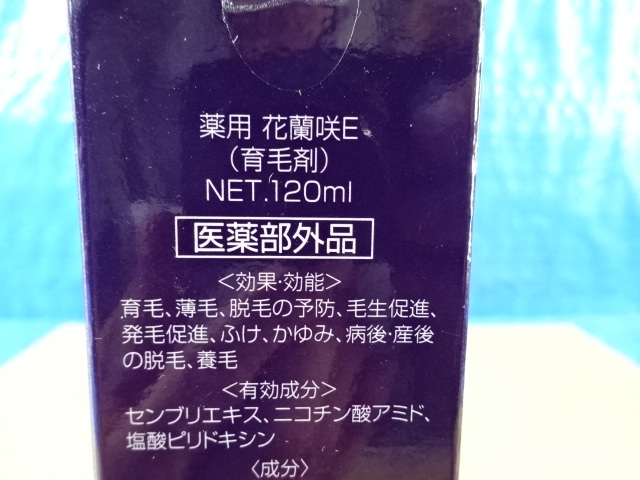 薬用 花蘭咲E
(育毛剤)
NET.120ml
医薬部外品
<効果・効能>
育毛、薄毛、脱毛の予防、毛生促進、
発毛促進、ふけ、かゆみ、病後・産後
の脱毛、養毛
<有効成分>
センブリエキス、ニコチン酸アミド、
塩酸ピリドキシン
<成分>